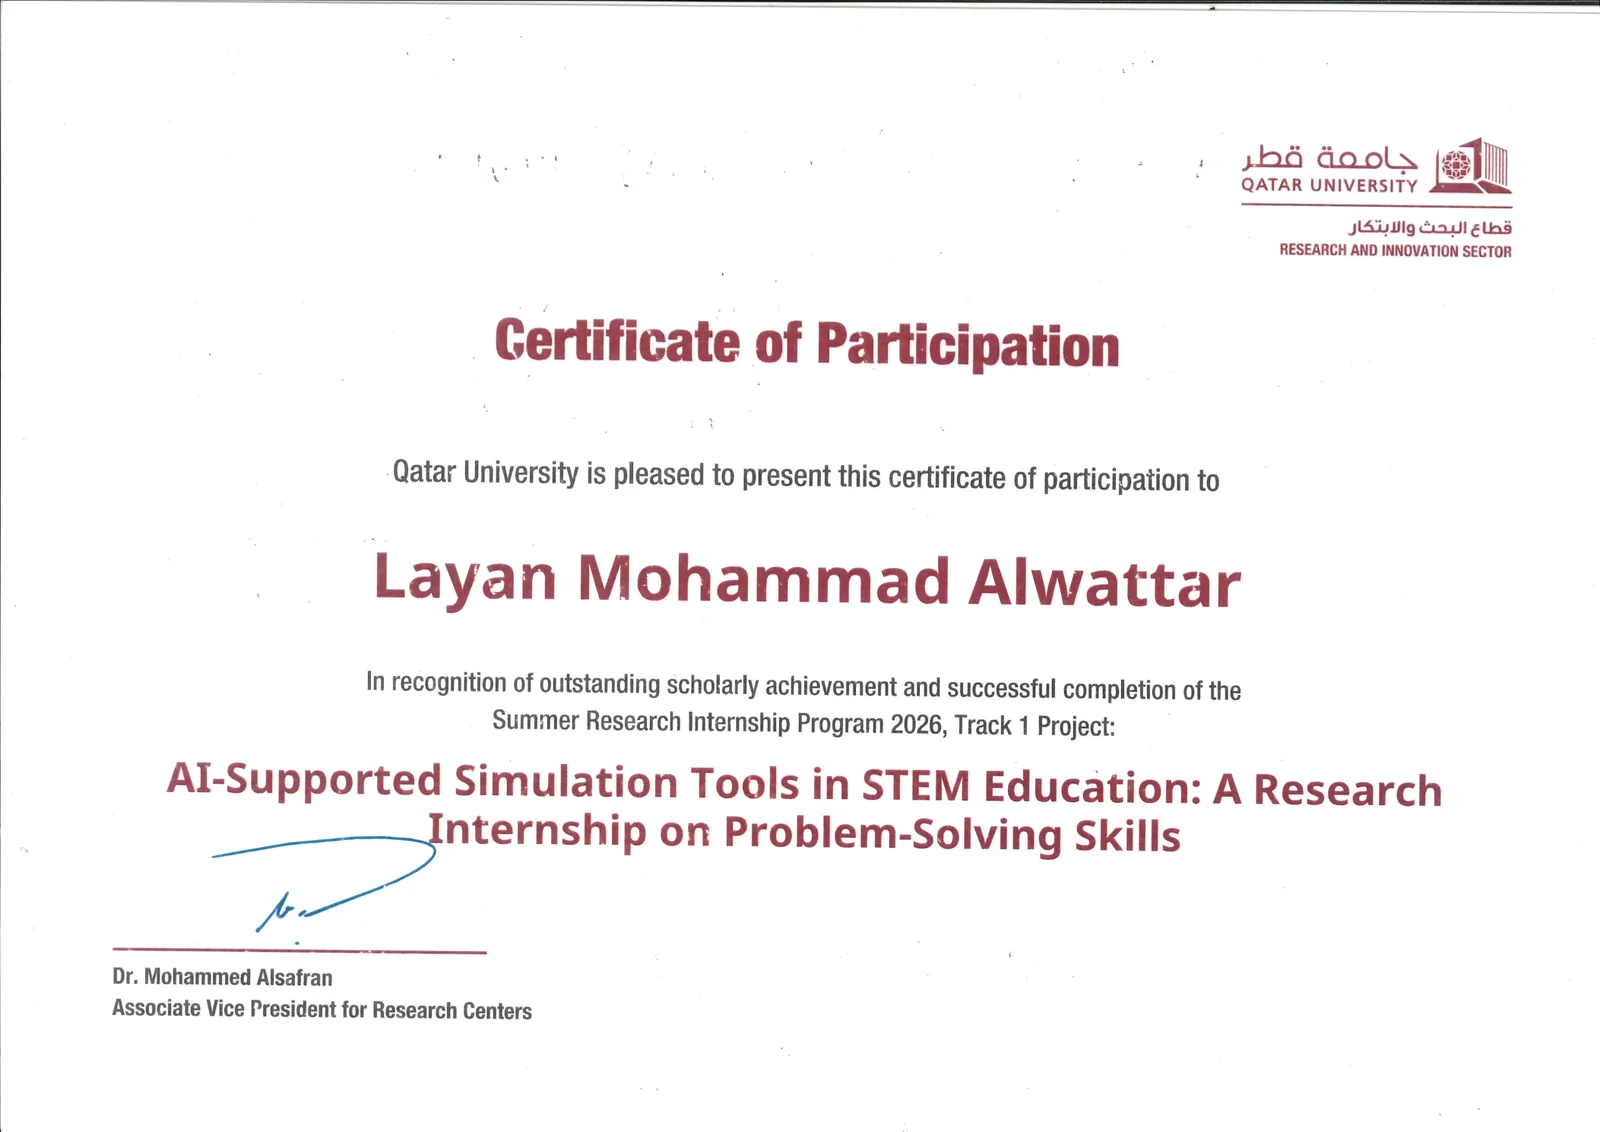 جامعة قطر
QATAR UNIVERSITY
قطاع البحث والابتكار
RESEARCH AND INNOVATION SECTOR
Certificate of Participation
Qatar University is pleased to present this certificate of participation to
Layan Mohammad Alwattar
In recognition of outstanding scholarly achievement and successful completion of the
Summer Research Internship Program 2026, Track 1 Project:
AI-Supported Simulation Tools in STEM Education: A Research
Internship on Problem-Solving Skills
Dr. Mohammed Alsafran
Associate Vice President for Research Centers